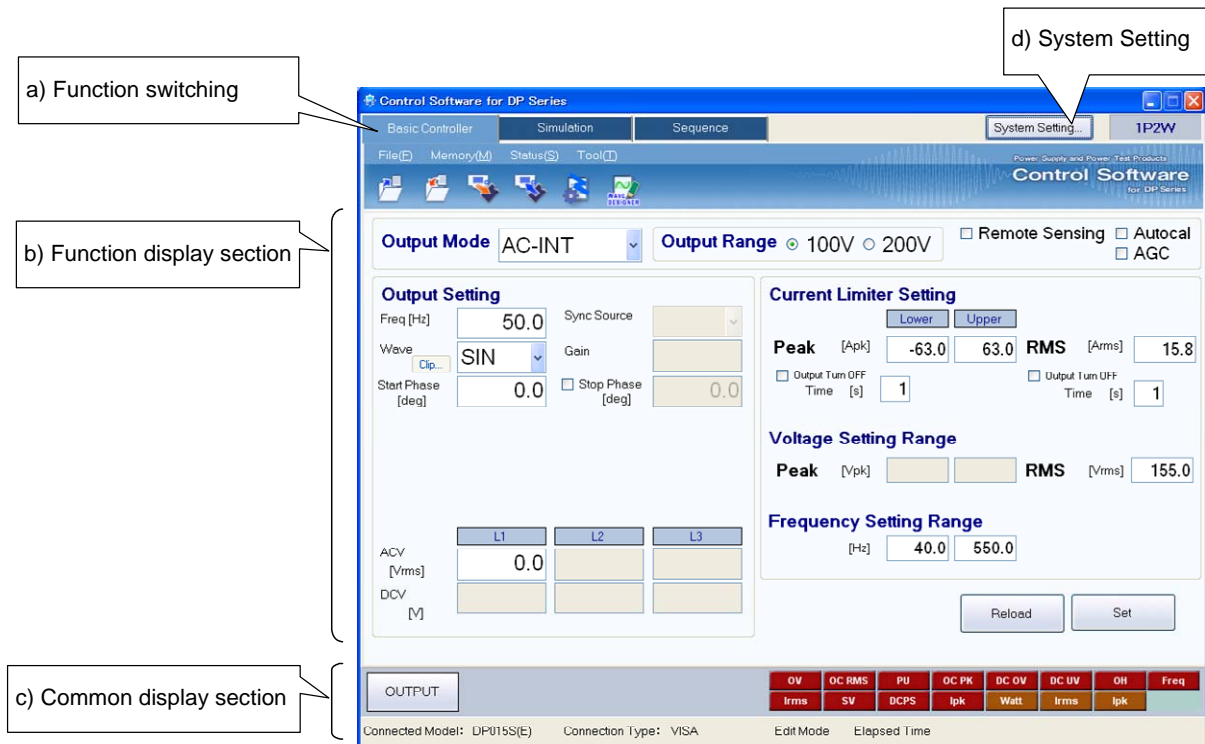 d) System Setting
a) Function switching
Control Software for DP Series
Basic Controller Simulation Sequence System Setting... 1P2W
File(F) Memory(M) Status(S) Tool(T)
Power Supply and Power Test Products
Control Software
for DP Series
WAVE
DESIGNER
b) Function display section
Output Mode AC-INT Output Range 100V 200V Remote Sensing Autocal
AGC
Output Setting
Freq [Hz] 50.0 Sync Source
Wave Clip... SIN Gain
Start Phase [deg] 0.0 Stop Phase [deg] 0.0
L1 L2 L3
ACV [Vrms] 0.0
DCV [V]
Current Limiter Setting
Lower Upper
Peak [Apk] -63.0 63.0 RMS [Arms] 15.8
Output Turn OFF Output Turn OFF
Time [s] 1 Time [s] 1
Voltage Setting Range
Peak [Vpk] RMS [Vrms] 155.0
Frequency Setting Range
[Hz] 40.0 550.0
Reload Set
c) Common display section
OUTPUT
OV OC RMS PU OC PK DC OV DC UV OH Freq
Irms SV DCPS Ipk Watt Irms Ipk
Connected Model: DP015S(E) Connection Type: VISA Edit Mode Elapsed Time